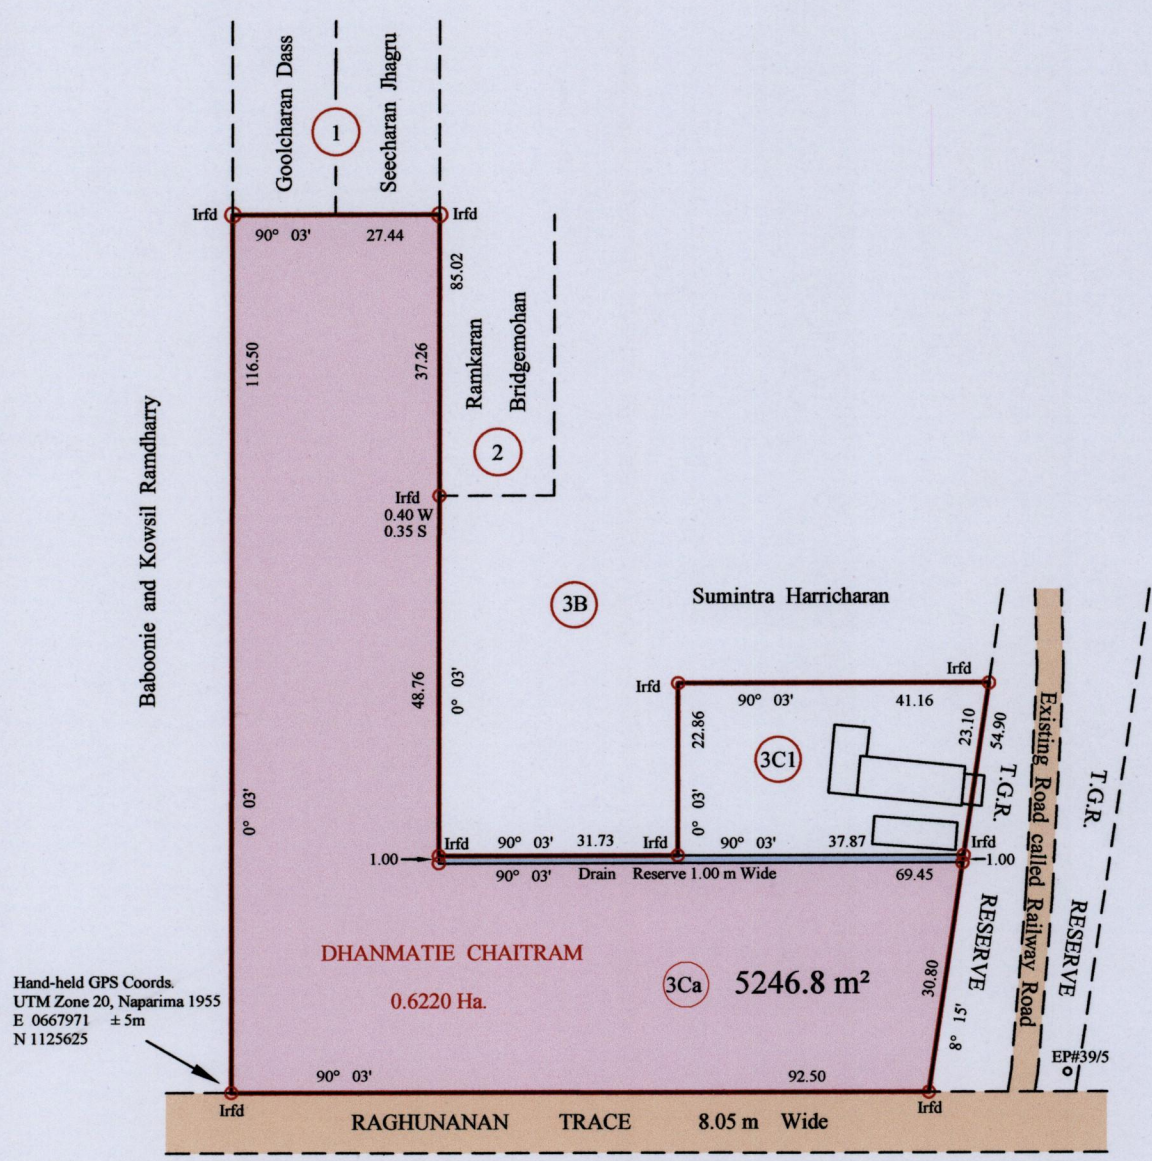 Goolcharan Dass
Seecharan Jhagru
1
Irfd
Irfd
90° 03'
27.44
85.02
116.50
37.26
Ramkaran
Bridgemohan
2
Baboonie and Kowsil Ramdharry
Irfd
0.40 W
0.35 S
3B
Sumintra Harricharan
48.76
0° 03'
Irfd
Irfd
90° 03'
41.16
22.86
0° 03'
3C1
23.10
54.90
T.G.R.
RESERVE
Existing Road called Railway Road
T.G.R.
RESERVE
0° 03'
Irfd
90° 03'
31.73
Irfd
90° 03'
37.87
Irfd
1.00
1.00
90° 03'
Drain Reserve 1.00 m Wide
69.45
DHANMATIE CHAITRAM
0.6220 Ha.
3Ca
5246.8 m²
30.80
8° 15'
Hand-held GPS Coords.
UTM Zone 20, Naparima 1955
E 0667971 ± 5m
N 1125625
EP#39/5
90° 03'
92.50
Irfd
Irfd
RAGHUNANAN TRACE 8.05 m Wide